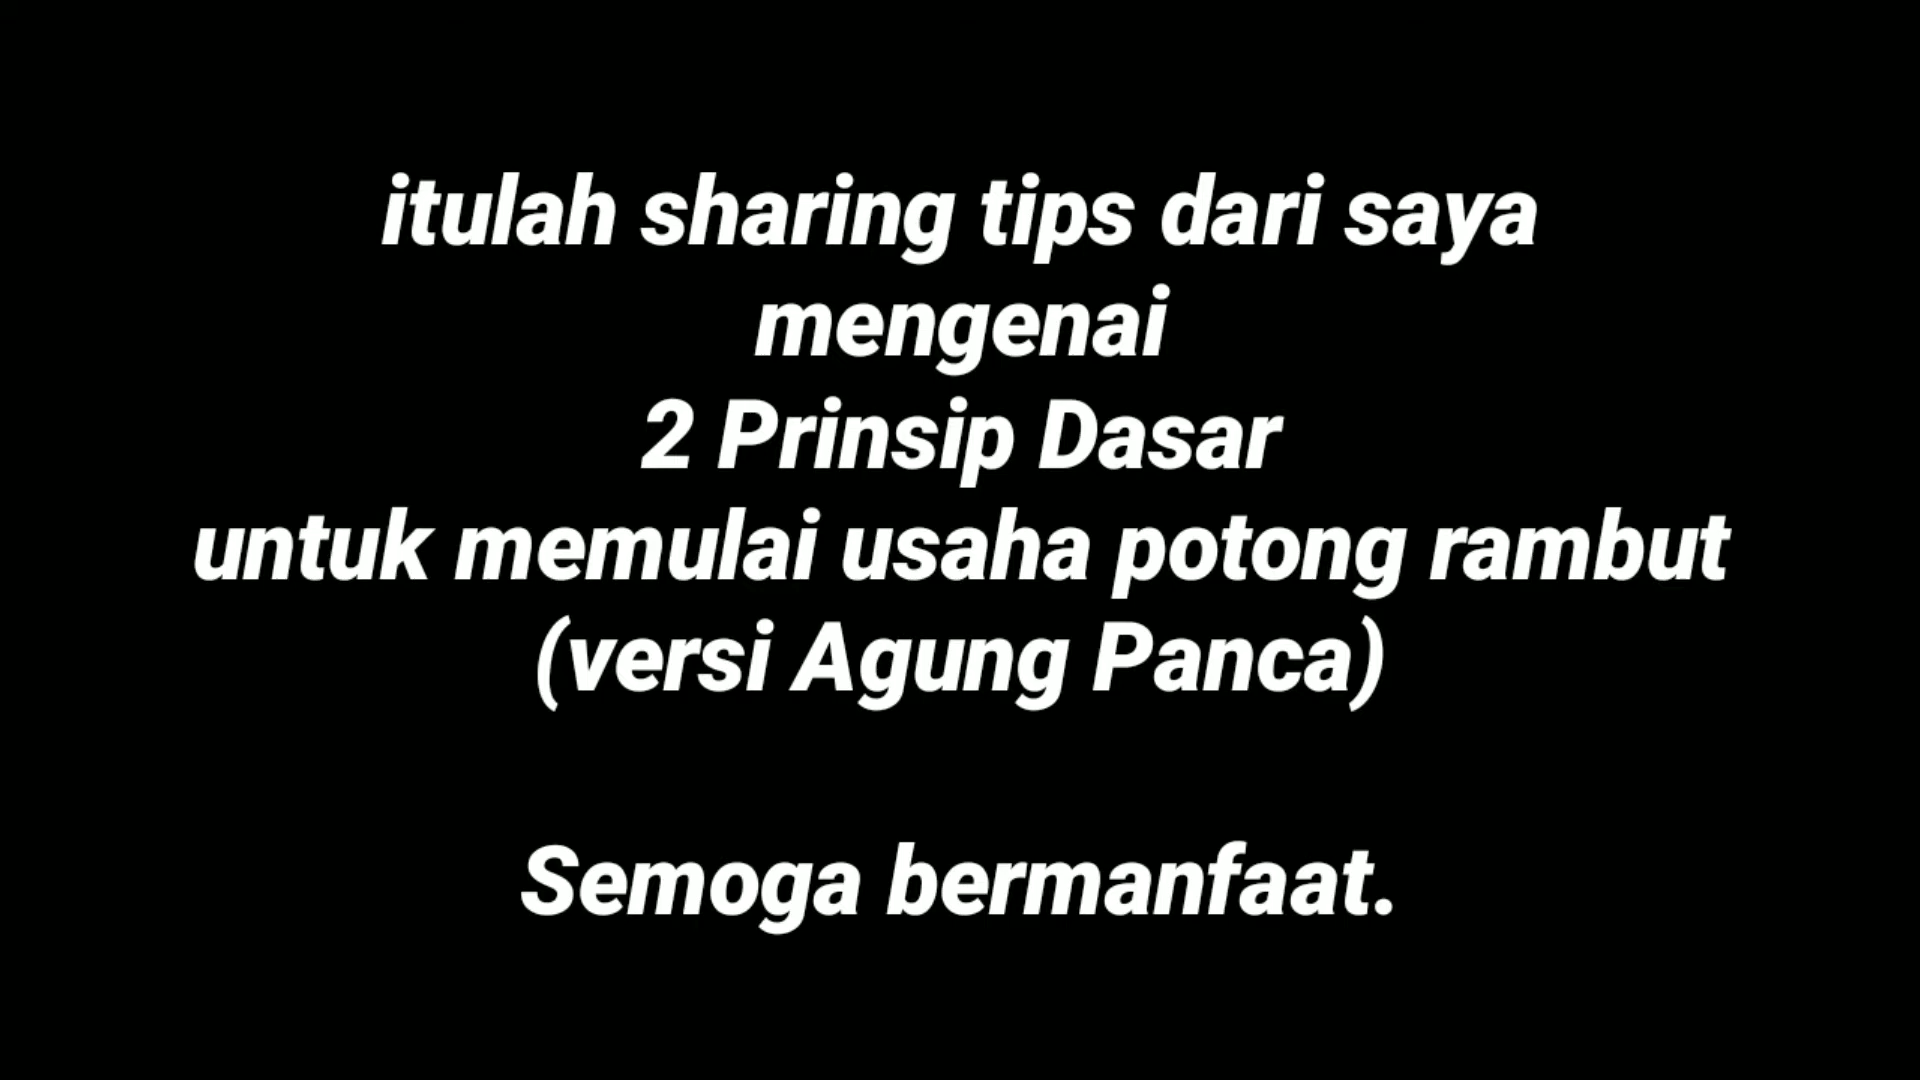 itulah sharing tips dari saya
mengenai
2 Prinsip Dasar
untuk memulai usaha potong rambut
(versi Agung Panca)
Semoga bermanfaat.